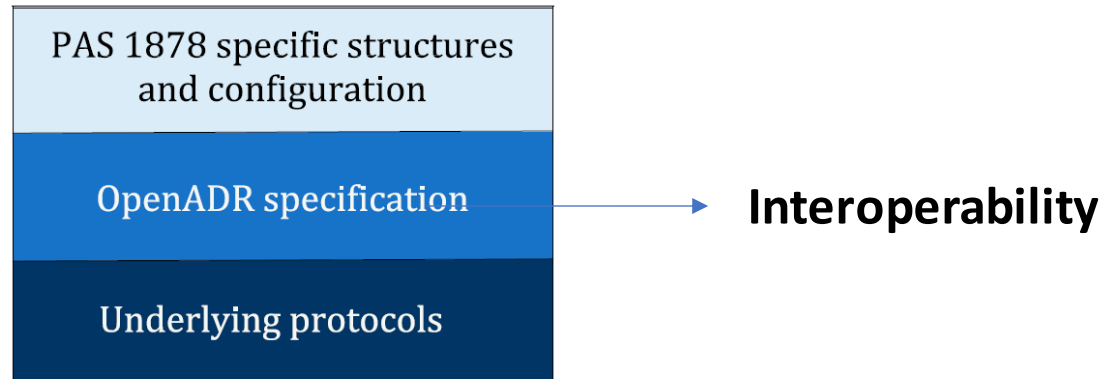 PAS 1878 specific structures
and configuration
OpenADR specification
Interoperability
Underlying protocols